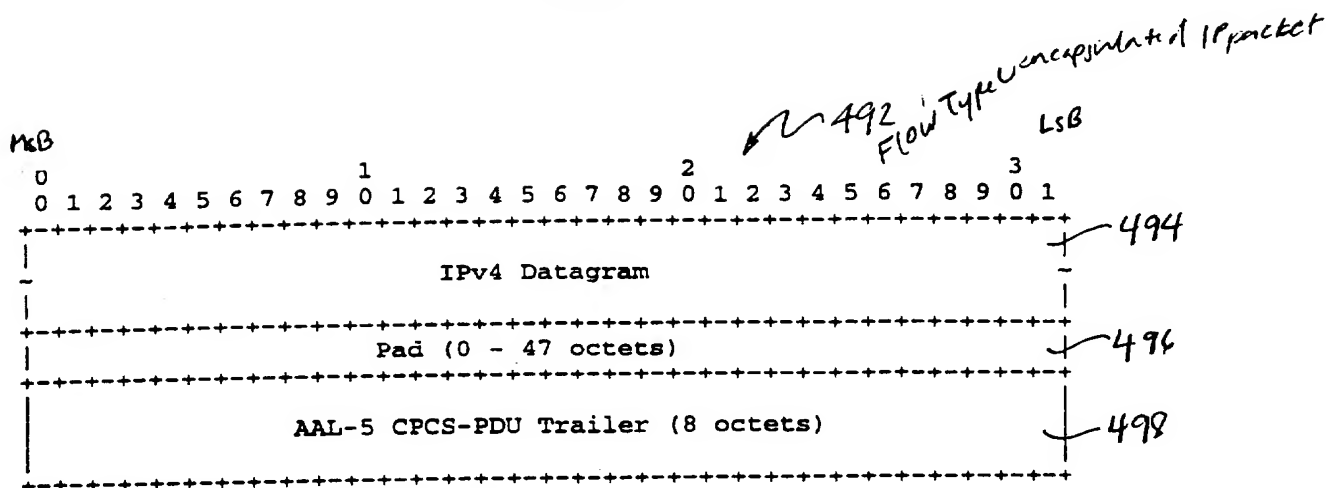 492 Flow Type 0 encapsulated IP packet
MsB LSB
0 1 2 3
0 1 2 3 4 5 6 7 8 9 0 1 2 3 4 5 6 7 8 9 0 1 2 3 4 5 6 7 8 9 0 1
+-+-+-+-+-+-+-+-+-+-+-+-+-+-+-+-+-+-+-+-+-+-+-+-+-+-+-+-+-+-+-+-+
| | 494
~ IPv4 Datagram ~
| |
+-+-+-+-+-+-+-+-+-+-+-+-+-+-+-+-+-+-+-+-+-+-+-+-+-+-+-+-+-+-+-+-+
| Pad (0 - 47 octets) | 496
+-+-+-+-+-+-+-+-+-+-+-+-+-+-+-+-+-+-+-+-+-+-+-+-+-+-+-+-+-+-+-+-+
| AAL-5 CPCS-PDU Trailer (8 octets) | 498
+-+-+-+-+-+-+-+-+-+-+-+-+-+-+-+-+-+-+-+-+-+-+-+-+-+-+-+-+-+-+-+-+